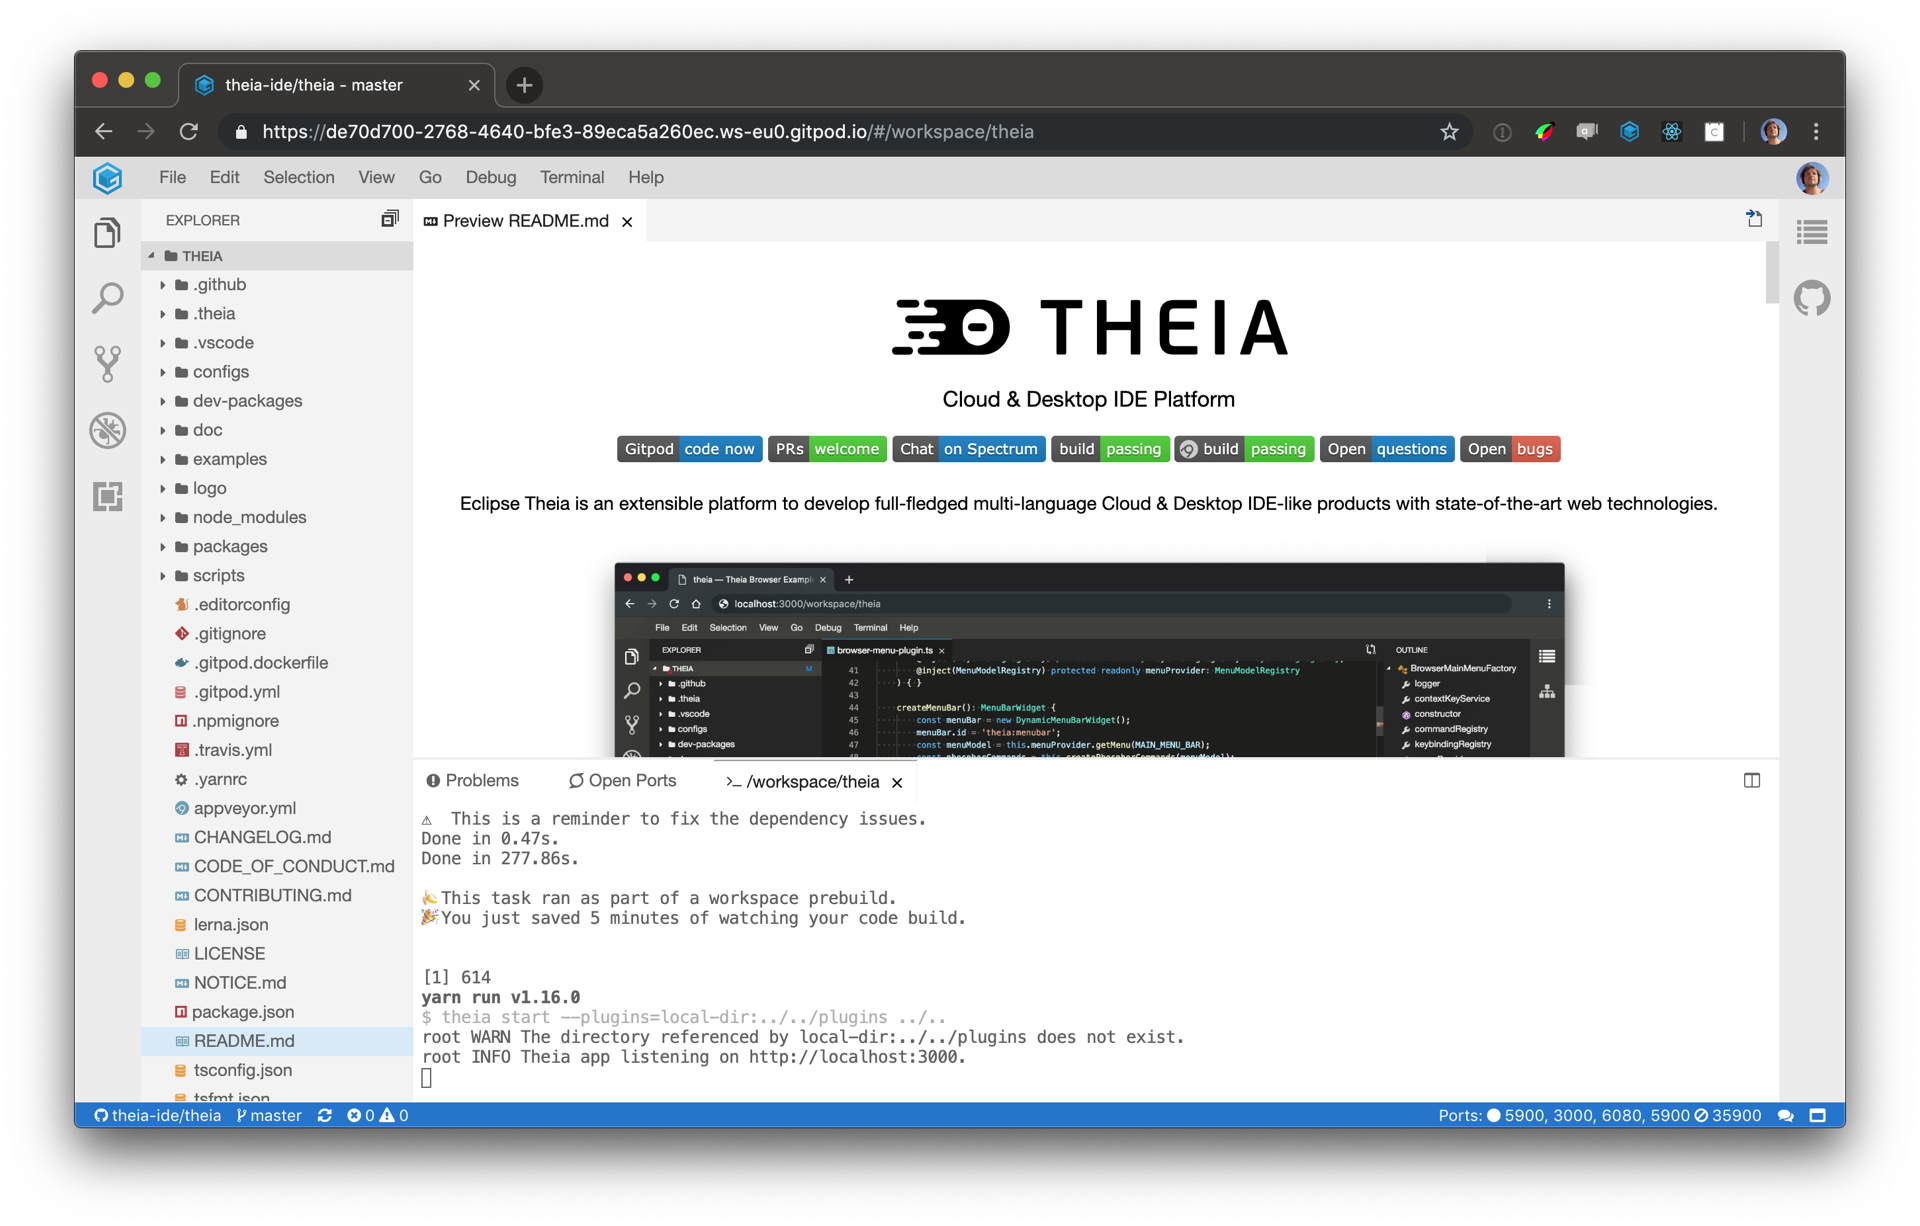 theia-ide/theia - master
https://de70d700-2768-4640-bfe3-89eca5a260ec.ws-eu0.gitpod.io/#/workspace/theia
File Edit Selection View Go Debug Terminal Help
EXPLORER
THEIA
.github
.theia
.vscode
configs
dev-packages
doc
examples
logo
node_modules
packages
scripts
.editorconfig
.gitignore
.gitpod.dockerfile
.gitpod.yml
.npmignore
.travis.yml
.yarnrc
appveyor.yml
CHANGELOG.md
CODE_OF_CONDUCT.md
CONTRIBUTING.md
lerna.json
LICENSE
NOTICE.md
package.json
README.md
tsconfig.json
tsfmt.json
Preview README.md
THEIA
Cloud & Desktop IDE Platform
Gitpod code now PRs welcome Chat on Spectrum build passing build passing Open questions Open bugs
Eclipse Theia is an extensible platform to develop full-fledged multi-language Cloud & Desktop IDE-like products with state-of-the-art web technologies.
theia — Theia Browser Exampl
localhost:3000/workspace/theia
File Edit Selection View Go Debug Terminal Help
EXPLORER
THEIA M
.github
.theia
.vscode
configs
dev-packages
browser-menu-plugin.ts
41 @inject(MenuModelRegistry) protected readonly menuProvider: MenuModelRegistry
42 ) { }
43
44 createMenuBar(): MenuBarWidget {
45 const menuBar = new DynamicMenuBarWidget();
46 menuBar.id = 'theia:menubar';
47 const menuModel = this.menuProvider.getMenu(MAIN_MENU_BAR);
OUTLINE
BrowserMainMenuFactory
logger
contextKeyService
constructor
commandRegistry
keybindingRegistry
Problems Open Ports >_ /workspace/theia
⚠ This is a reminder to fix the dependency issues.
Done in 0.47s.
Done in 277.86s.
🍌This task ran as part of a workspace prebuild.
🎉You just saved 5 minutes of watching your code build.
[1] 614
yarn run v1.16.0
$ theia start --plugins=local-dir:../../plugins ../..
root WARN The directory referenced by local-dir:../../plugins does not exist.
root INFO Theia app listening on http://localhost:3000.
theia-ide/theia master 0 0
Ports: 5900, 3000, 6080, 5900 35900